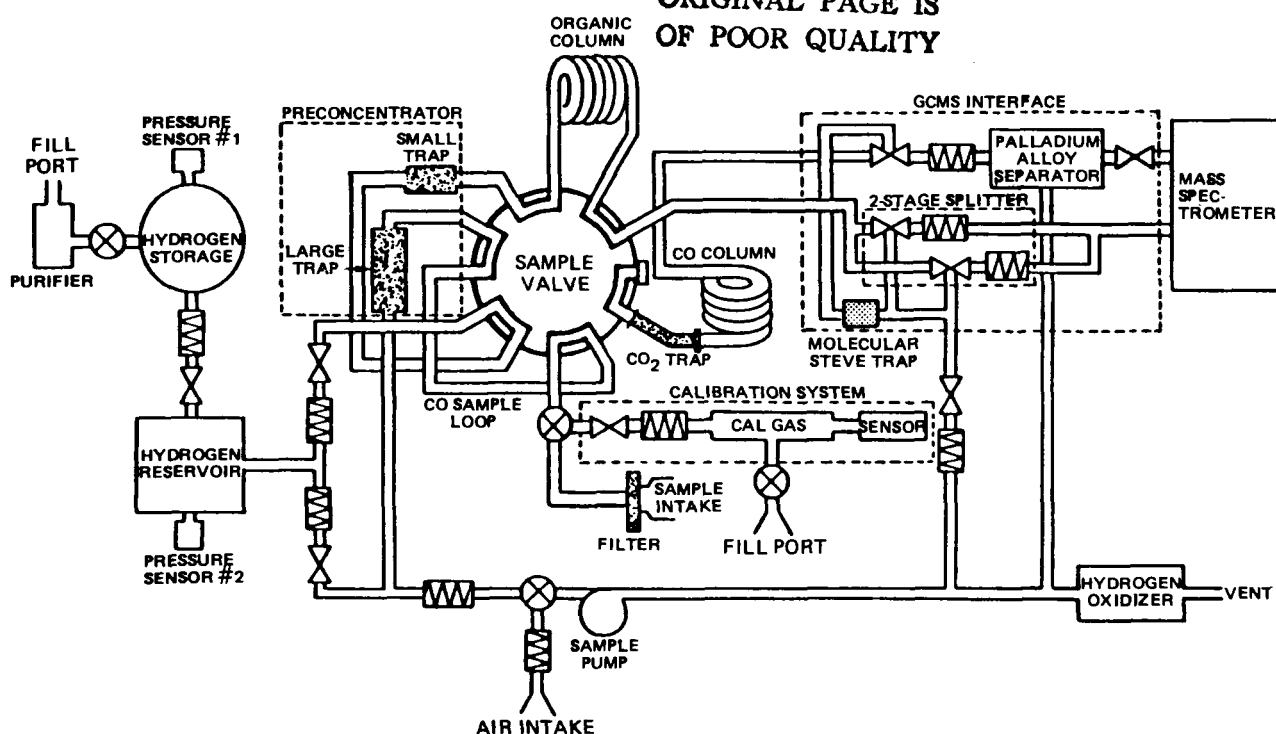 ORIGINAL PAGE IS
OF POOR QUALITY
ORGANIC
COLUMN
PRECONCENTRATOR
SMALL
TRAP
LARGE
TRAP
PRESSURE
SENSOR #1
FILL
PORT
HYDROGEN
STORAGE
PURIFIER
HYDROGEN
RESERVOIR
PRESSURE
SENSOR #2
SAMPLE
VALVE
CO SAMPLE
LOOP
CO COLUMN
CO2 TRAP
GCMS INTERFACE
PALLADIUM
ALLOY
SEPARATOR
2-STAGE SPLITTER
MASS
SPEC-
TROMETER
MOLECULAR
STEVE TRAP
CALIBRATION SYSTEM
CAL GAS
SENSOR
SAMPLE
INTAKE
FILTER
FILL PORT
SAMPLE
PUMP
AIR INTAKE
HYDROGEN
OXIDIZER
VENT